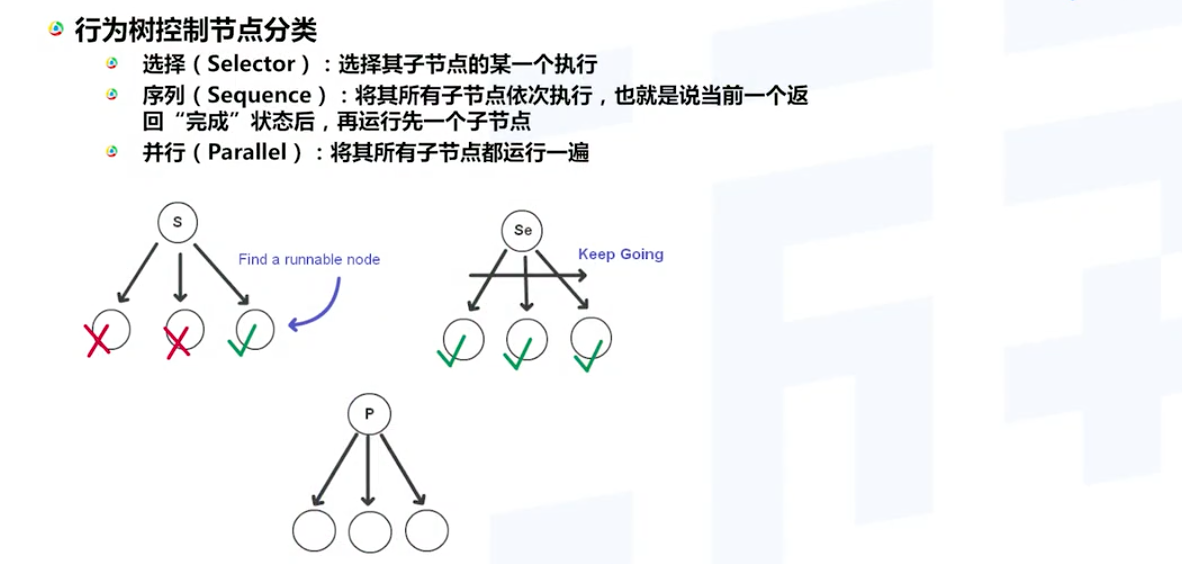 行为树控制节点分类
选择（Selector）：选择其子节点的某一个执行
序列（Sequence）：将其所有子节点依次执行，也就是说当前一个返
回“完成”状态后，再运行先一个子节点
并行（Parallel）：将其所有子节点都运行一遍
S
Find a runnable node
Se
Keep Going
P